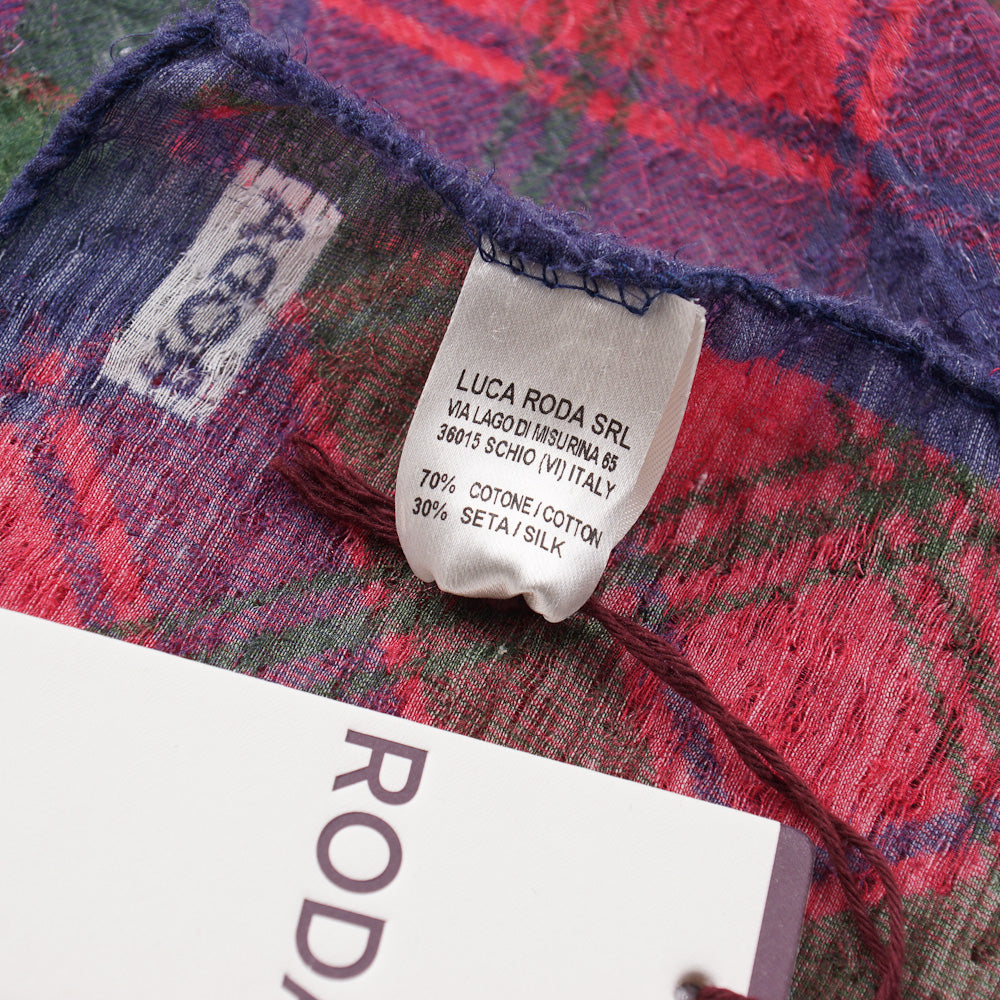 LUCA RODA SRL
VIA LAGO DI MISURINA 65
36015 SCHIO (VI) ITALY
70% COTONE / COTTON
30% SETA / SILK
RODA
RODA